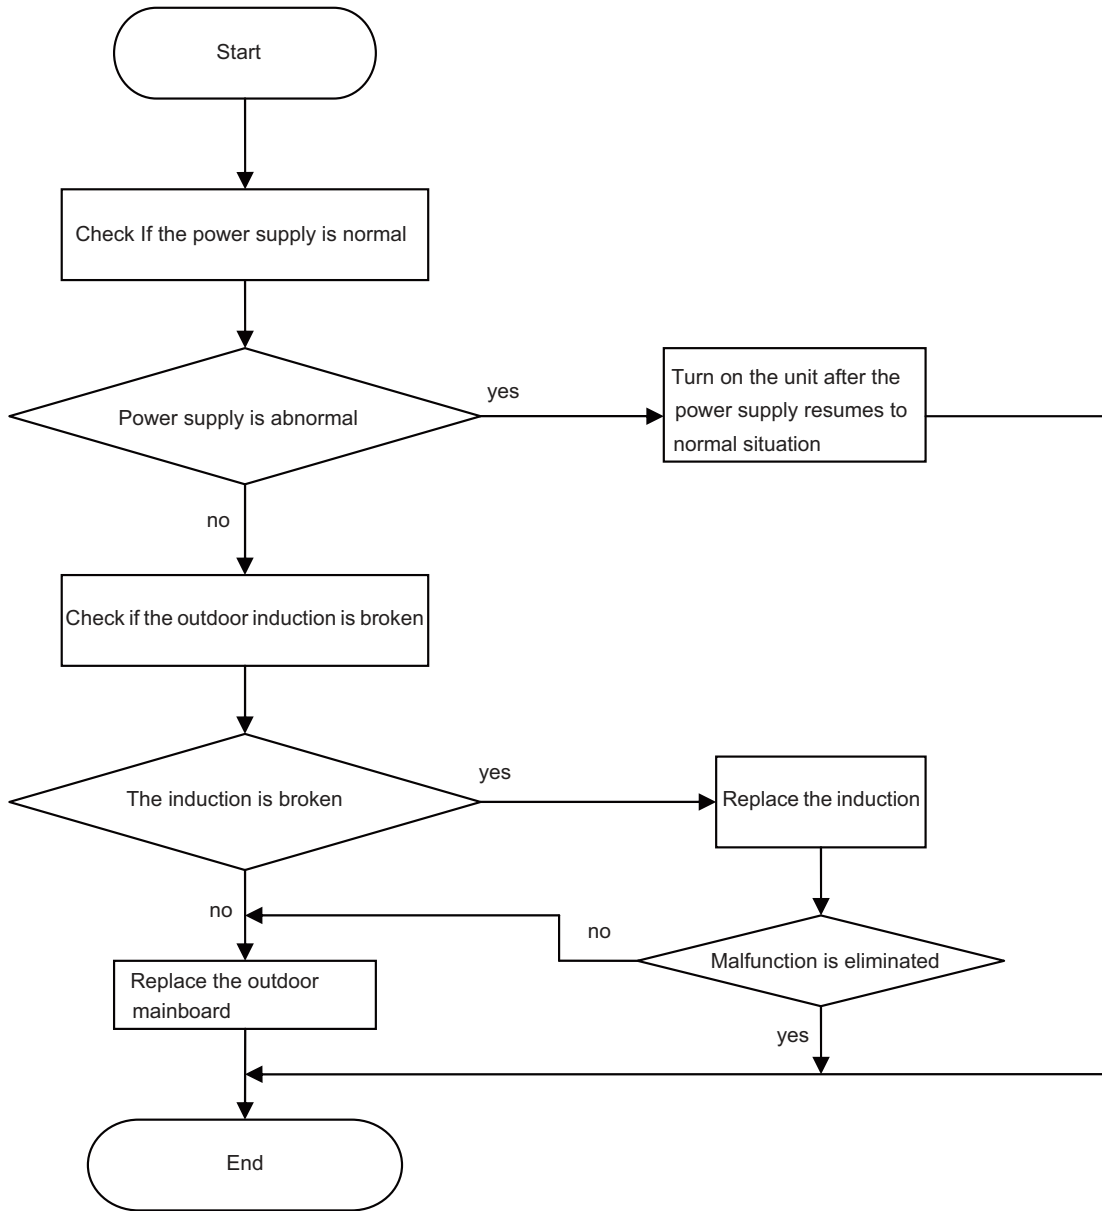 Start
Check If the power supply is normal
Power supply is abnormal
yes
Turn on the unit after the
power supply resumes to
normal situation
no
Check if the outdoor induction is broken
The induction is broken
yes
Replace the induction
no
no
Malfunction is eliminated
Replace the outdoor
mainboard
yes
End